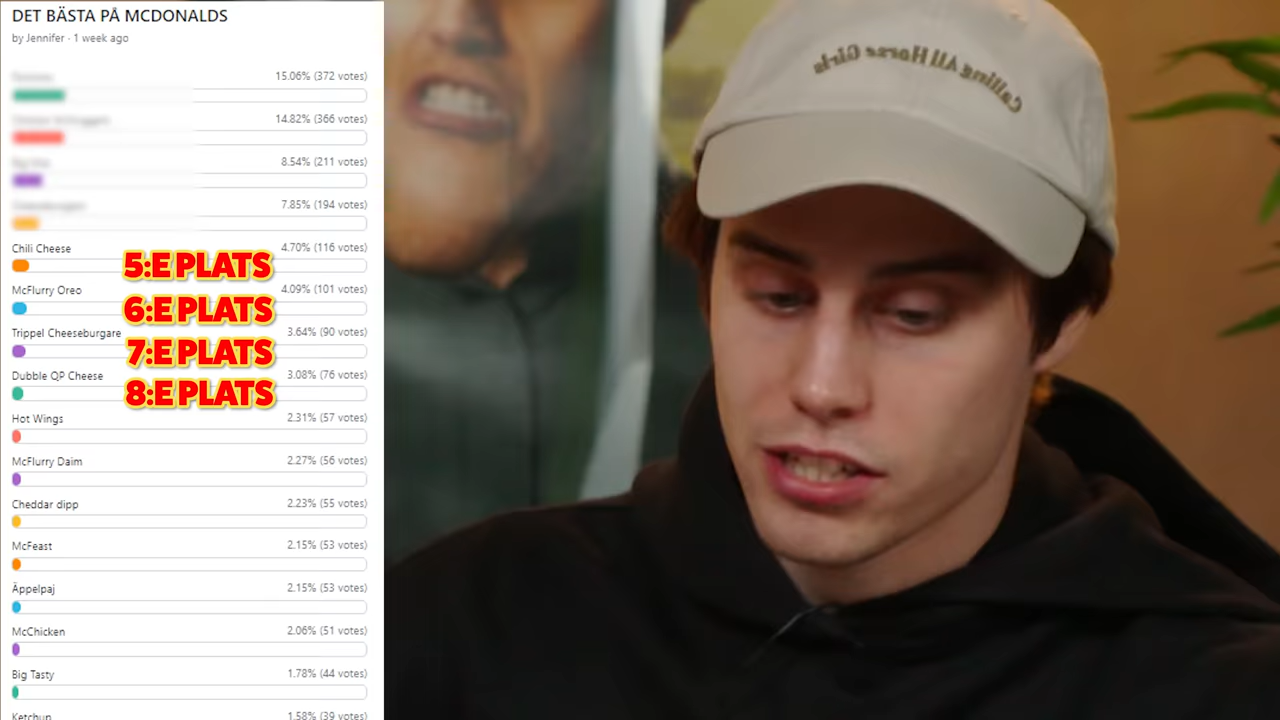 DET BÄSTA PÅ MCDONALDS
by Jennifer - 1 week ago
15.06% (372 votes)
14.82% (366 votes)
8.54% (211 votes)
7.85% (194 votes)
Chili Cheese 4.70% (116 votes)
5:E PLATS
McFlurry Oreo 4.09% (101 votes)
6:E PLATS
Trippel Cheeseburgare 3.64% (90 votes)
7:E PLATS
Dubble QP Cheese 3.08% (76 votes)
8:E PLATS
Hot Wings 2.31% (57 votes)
McFlurry Daim 2.27% (56 votes)
Cheddar dipp 2.23% (55 votes)
McFeast 2.15% (53 votes)
Äppelpaj 2.15% (53 votes)
McChicken 2.06% (51 votes)
Big Tasty 1.78% (44 votes)
Ketchup 1.58% (39 votes)
Calling All Horse Girls